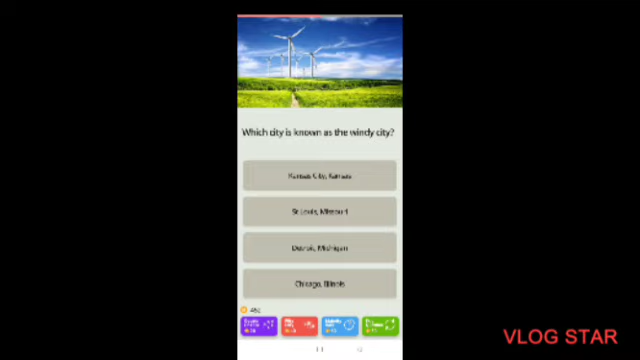 Which city is known as the windy city?
Kansas City, Kansas
St Louis, Missouri
Detroit, Michigan
Chicago, Illinois
VLOG STAR